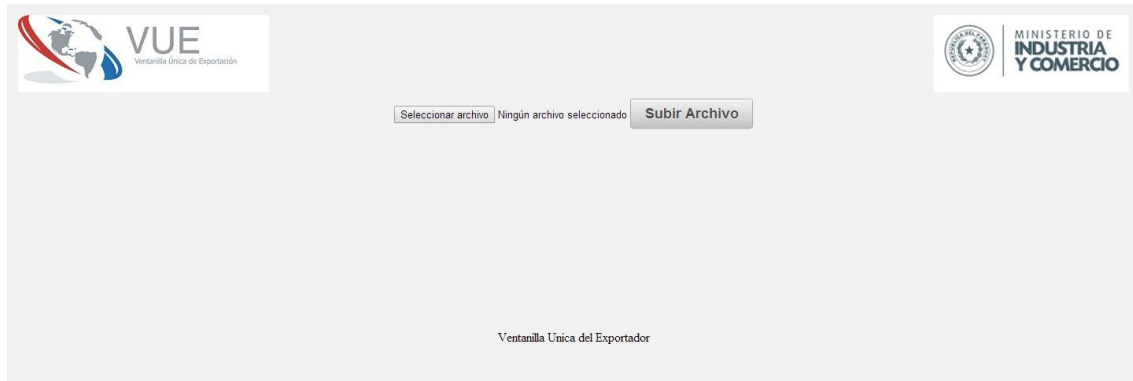 VUE
Ventanilla Única de Exportación
MINISTERIO DE
INDUSTRIA
Y COMERCIO
Seleccionar archivo Ningún archivo seleccionado Subir Archivo
Ventanilla Unica del Exportador